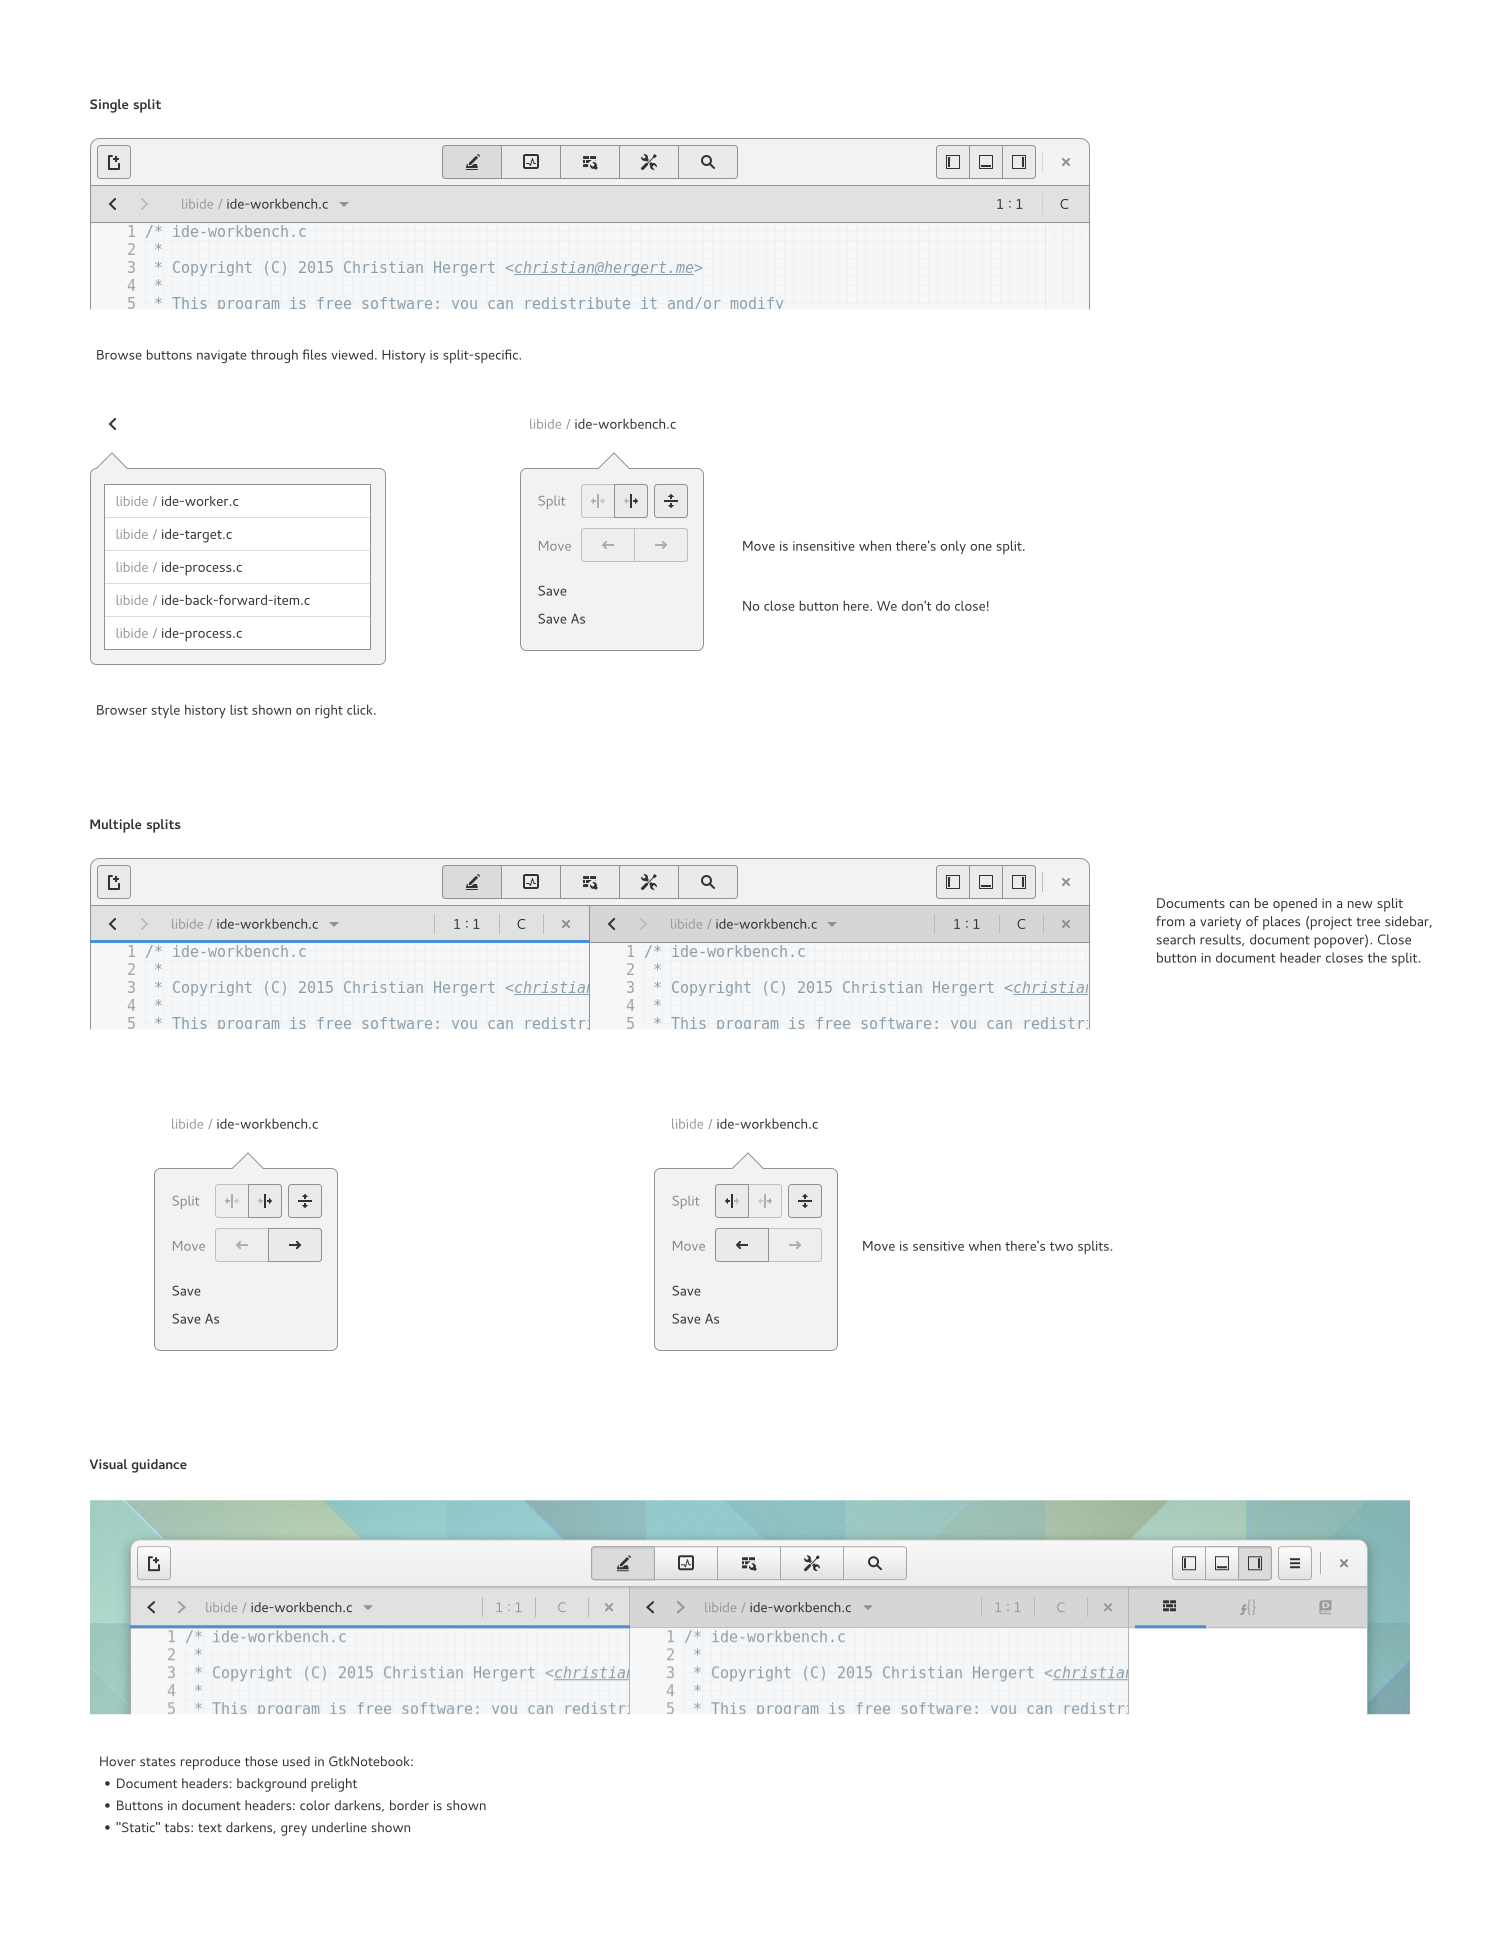 Single split
libide / ide-workbench.c
1 : 1
C
1 /* ide-workbench.c
2  *
3  * Copyright (C) 2015 Christian Hergert <christian@hergert.me>
4  *
5  * This program is free software: you can redistribute it and/or modify
Browse buttons navigate through files viewed. History is split-specific.
libide / ide-worker.c
libide / ide-target.c
libide / ide-process.c
libide / ide-back-forward-item.c
libide / ide-process.c
Browser style history list shown on right click.
libide / ide-workbench.c
Split
Move
Save
Save As
Move is insensitive when there's only one split.
No close button here. We don't do close!
Multiple splits
libide / ide-workbench.c
1 : 1
C
1 /* ide-workbench.c
2  *
3  * Copyright (C) 2015 Christian Hergert <christian
4  *
5  * This program is free software: you can redistri
libide / ide-workbench.c
1 : 1
C
1 /* ide-workbench.c
2  *
3  * Copyright (C) 2015 Christian Hergert <christian
4  *
5  * This program is free software: you can redistri
Documents can be opened in a new split
from a variety of places (project tree sidebar,
search results, document popover). Close
button in document header closes the split.
libide / ide-workbench.c
Split
Move
Save
Save As
libide / ide-workbench.c
Split
Move
Save
Save As
Move is sensitive when there's two splits.
Visual guidance
libide / ide-workbench.c
1 : 1
C
1 /* ide-workbench.c
2  *
3  * Copyright (C) 2015 Christian Hergert <christian
4  *
5  * This program is free software: you can redistri
libide / ide-workbench.c
1 : 1
C
1 /* ide-workbench.c
2  *
3  * Copyright (C) 2015 Christian Hergert <christian
4  *
5  * This program is free software: you can redistri
Hover states reproduce those used in GtkNotebook:
• Document headers: background prelight
• Buttons in document headers: color darkens, border is shown
• "Static" tabs: text darkens, grey underline shown